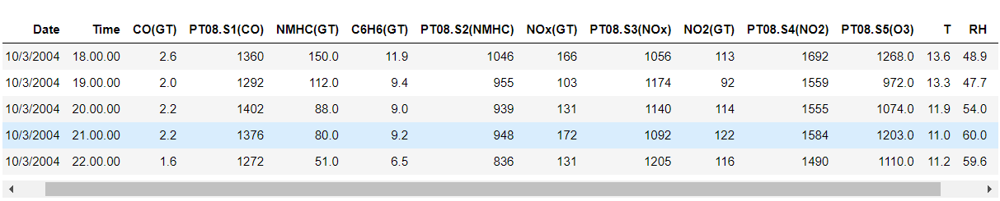 Date Time CO(GT) PT08.S1(CO) NMHC(GT) C6H6(GT) PT08.S2(NMHC) NOx(GT) PT08.S3(NOx) NO2(GT) PT08.S4(NO2) PT08.S5(O3) T RH
10/3/2004 18.00.00 2.6 1360 150.0 11.9 1046 166 1056 113 1692 1268.0 13.6 48.9
10/3/2004 19.00.00 2.0 1292 112.0 9.4 955 103 1174 92 1559 972.0 13.3 47.7
10/3/2004 20.00.00 2.2 1402 88.0 9.0 939 131 1140 114 1555 1074.0 11.9 54.0
10/3/2004 21.00.00 2.2 1376 80.0 9.2 948 172 1092 122 1584 1203.0 11.0 60.0
10/3/2004 22.00.00 1.6 1272 51.0 6.5 836 131 1205 116 1490 1110.0 11.2 59.6